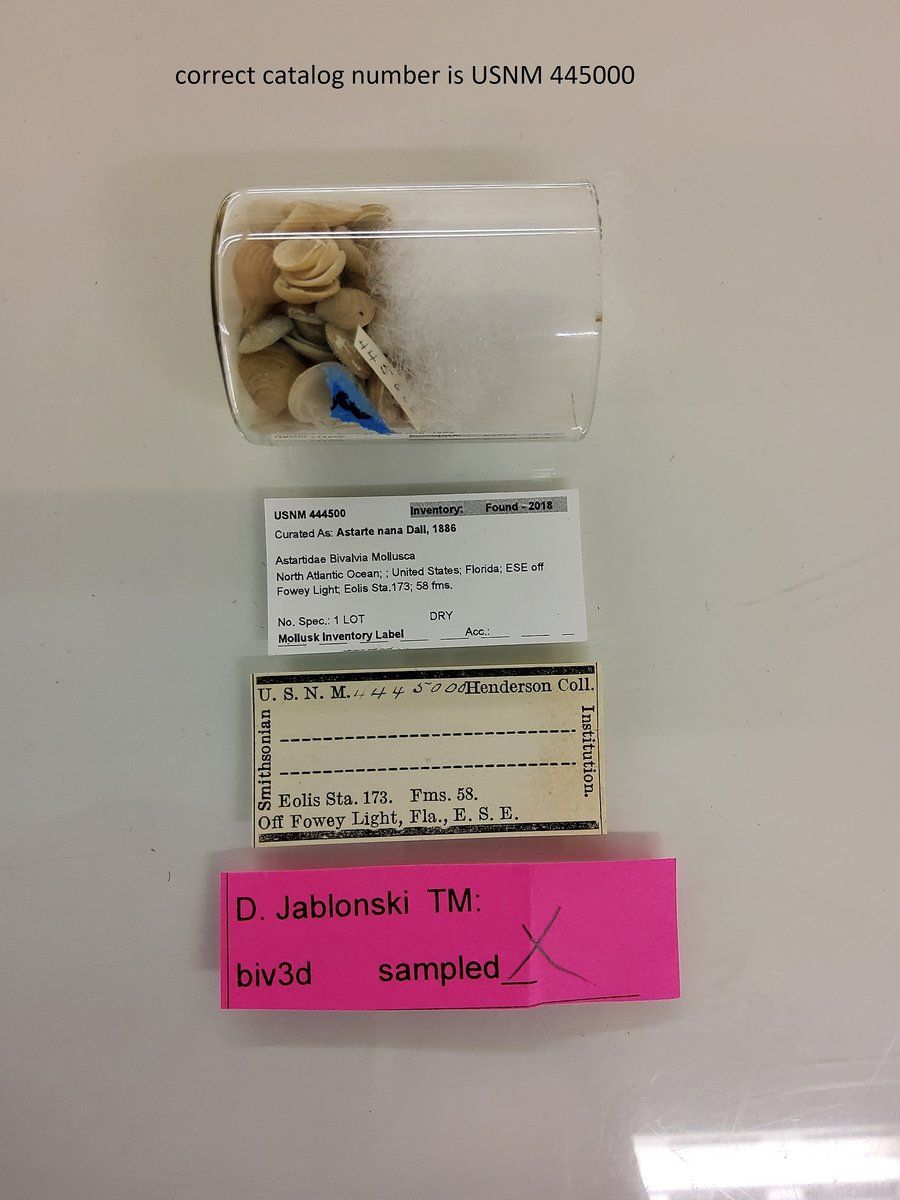 correct catalog number is USNM 445000
USNM 444500
Inventory: Found - 2018
Curated As: Astarte nana Dall, 1886
Astartidae Bivalvia Mollusca
North Atlantic Ocean; ; United States; Florida; ESE off
Fowey Light; Eolis Sta.173; 58 fms.
No. Spec.: 1 LOT DRY
Mollusk Inventory Label Acc.:
U. S. N. M. 4445000 Henderson Coll.
Smithsonian
Institution.
Eolis Sta. 173. Fms. 58.
Off Fowey Light, Fla., E. S. E.
D. Jablonski TM:
biv3d sampled X